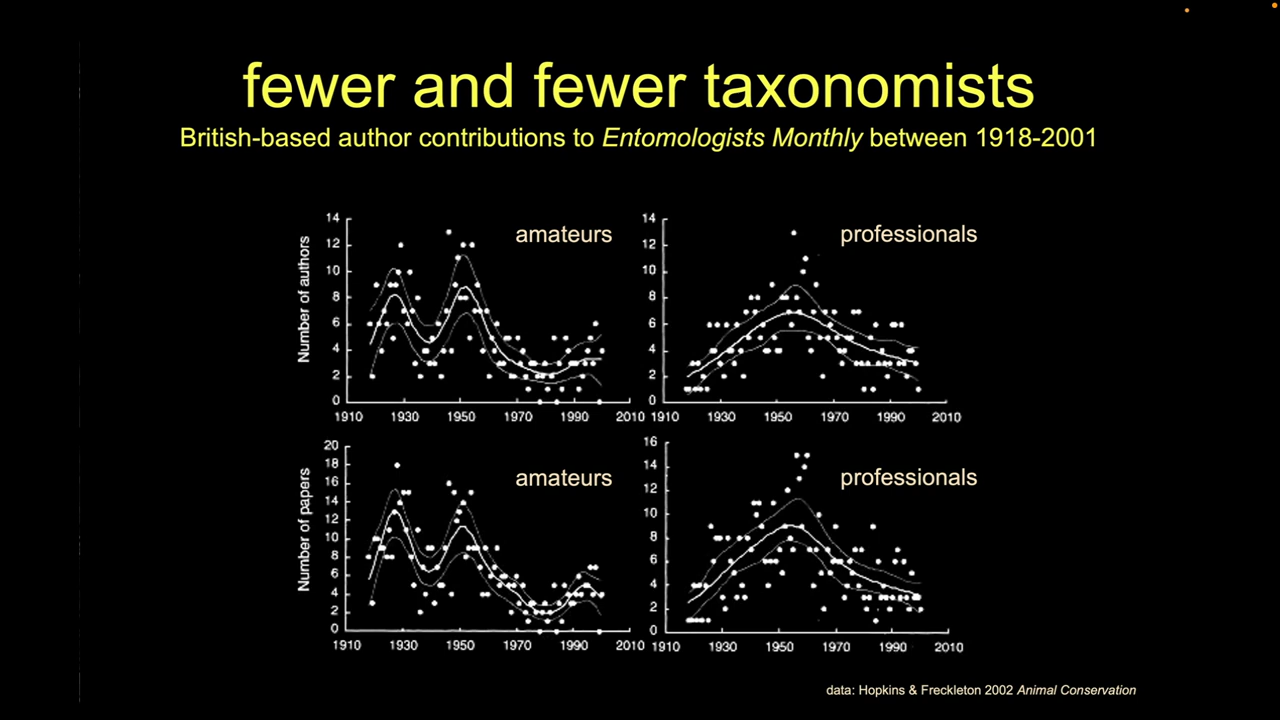 fewer and fewer taxonomists
British-based author contributions to Entomologists Monthly between 1918-2001
Number of authors
14
12
10
8
6
4
2
0
amateurs
1910 1930 1950 1970 1990 2010
14
12
10
8
6
4
2
0
professionals
1910 1930 1950 1970 1990 2010
Number of papers
20
18
16
14
12
10
8
6
4
2
0
amateurs
1910 1930 1950 1970 1990 2010
16
14
12
10
8
6
4
2
0
professionals
1910 1930 1950 1970 1990 2010
data: Hopkins & Freckleton 2002 Animal Conservation